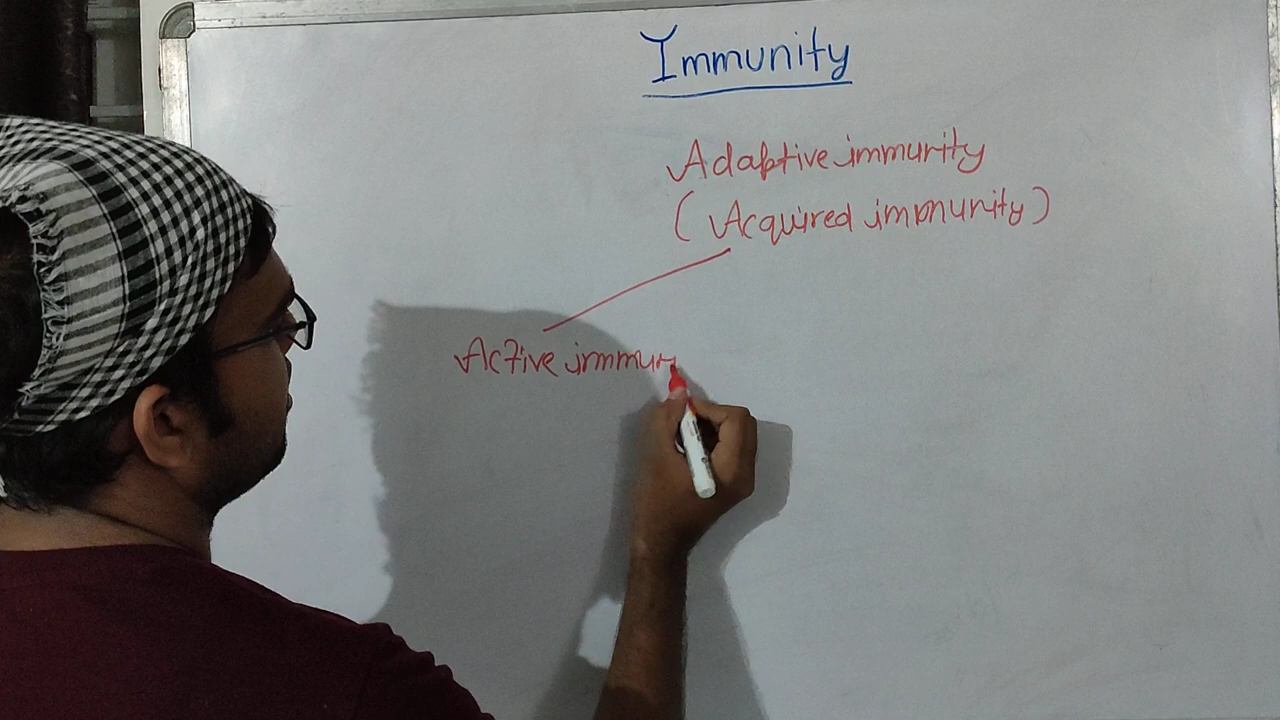 Immunity
Adaptive immunity
(Acquired immunity)
Active immun